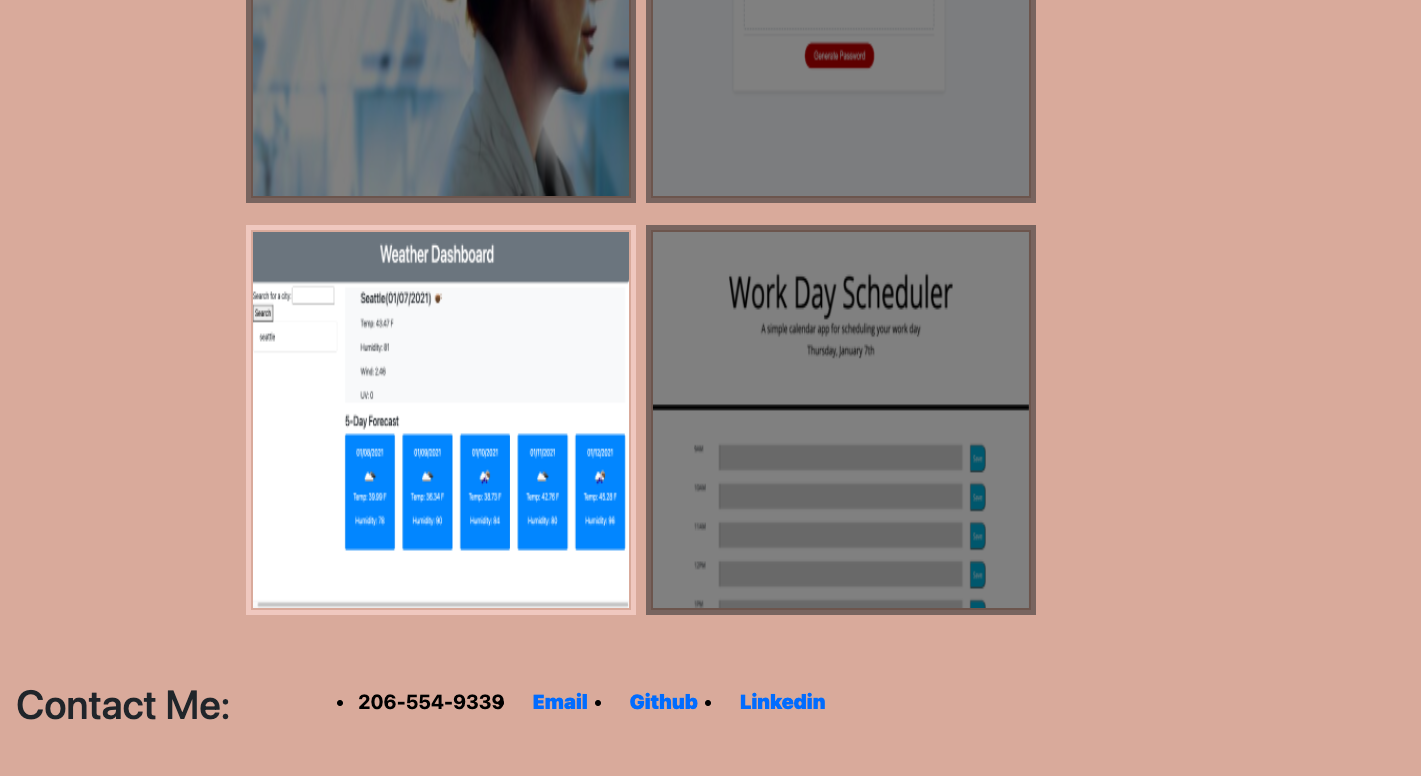 Generate Password
Weather Dashboard
Search for a city:
Search
seattle
Seattle(01/07/2021)
Temp: 43.47 F
Humidity: 81
Wind: 2.46
UV: 0
5-Day Forecast
01/08/2021 01/09/2021 01/10/2021 01/11/2021 01/12/2021
Temp: 39.99 F Temp: 36.34 F Temp: 38.73 F Temp: 42.76 F Temp: 45.28 F
Humidity: 78 Humidity: 90 Humidity: 84 Humidity: 80 Humidity: 96
Work Day Scheduler
A simple calendar app for scheduling your work day
Thursday, January 7th
9AM Save
10AM Save
11AM Save
12PM Save
1PM
Contact Me: • 206-554-9339 • Email • Github • Linkedin